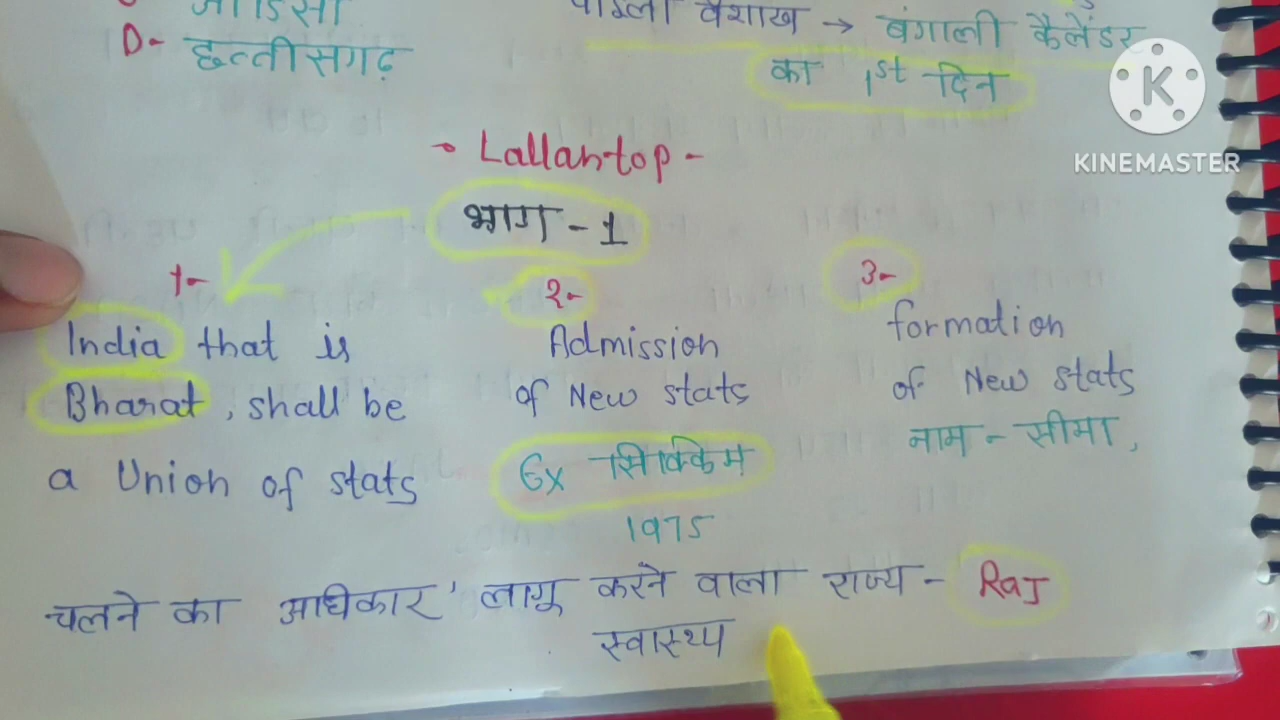 D- छत्तीसगढ़
वैशाख → बंगाली कैलेंडर
का 1st दिन
KINEMASTER
- Lallantop -
भाग - 1
1-
India that is
Bharat, shall be
a Union of stats
2-
Admission
of New stats
Ex सिक्किम
1975
3-
formation
of New stats
नाम - सीमा,
चलने का अधिकार' लागू करने वाला राज्य - RaJ
स्वास्थ्य